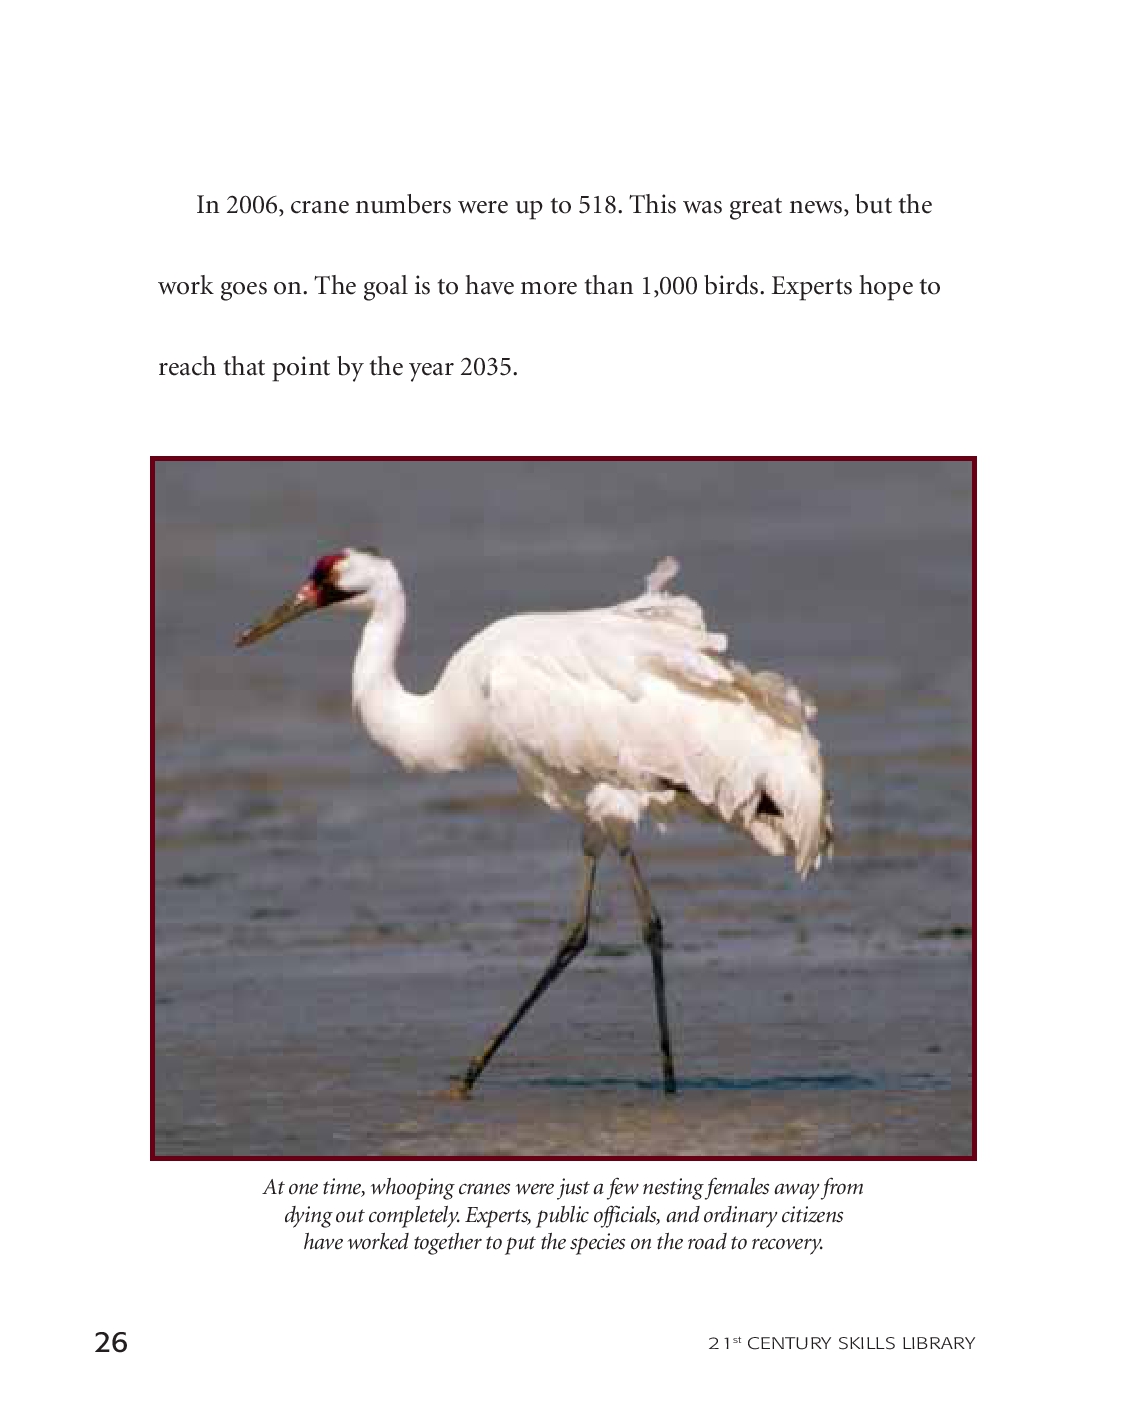 In 2006, crane numbers were up to 518. This was great news, but the
work goes on. The goal is to have more than 1,000 birds. Experts hope to
reach that point by the year 2035.
At one time, whooping cranes were just a few nesting females away from
dying out completely. Experts, public officials, and ordinary citizens
have worked together to put the species on the road to recovery.
26
21st CENTURY SKILLS LIBRARY